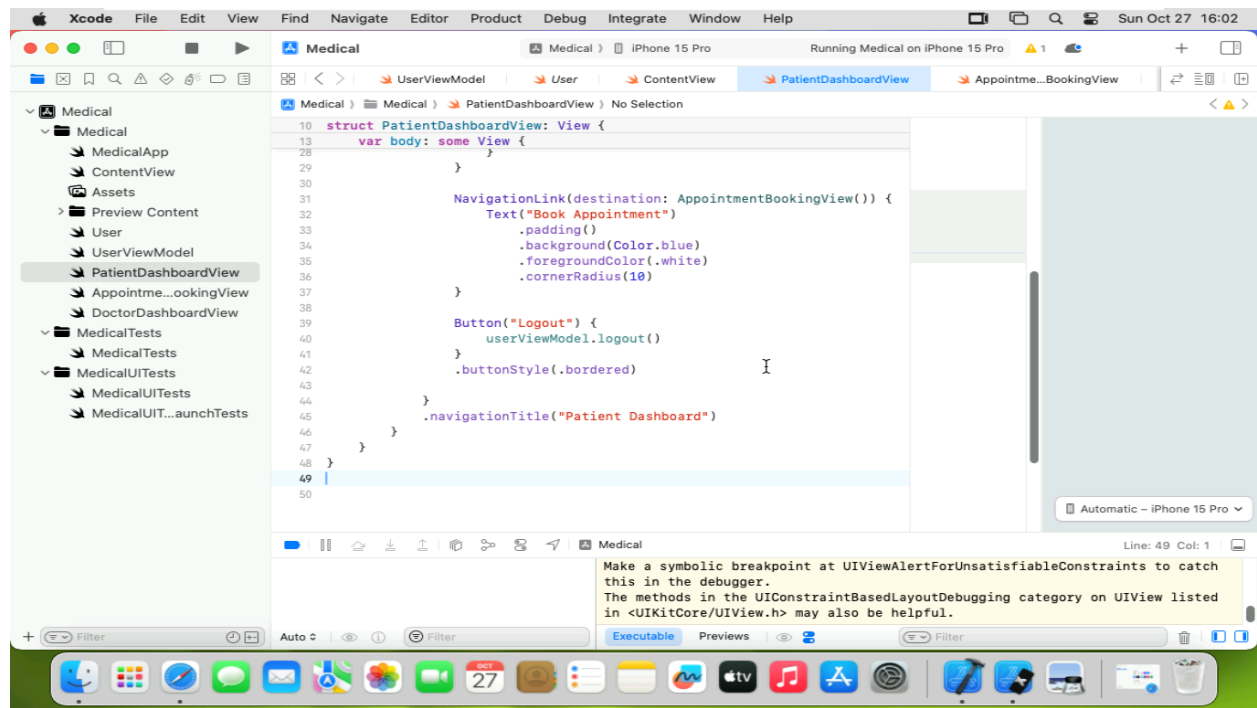 Xcode File Edit View Find Navigate Editor Product Debug Integrate Window Help Sun Oct 27 16:02
Medical Medical iPhone 15 Pro Running Medical on iPhone 15 Pro 1
UserViewModel User ContentView PatientDashboardView Appointme...BookingView
Medical Medical PatientDashboardView No Selection
Medical
Medical
MedicalApp
ContentView
Assets
Preview Content
User
UserViewModel
PatientDashboardView
Appointme...ookingView
DoctorDashboardView
MedicalTests
MedicalTests
MedicalUITests
MedicalUITests
MedicalUIT...aunchTests
Filter
10 struct PatientDashboardView: View {
13 var body: some View {
28 }
29 }
30
31 NavigationLink(destination: AppointmentBookingView()) {
32 Text("Book Appointment")
33 .padding()
34 .background(Color.blue)
35 .foregroundColor(.white)
36 .cornerRadius(10)
37 }
38
39 Button("Logout") {
40 userViewModel.logout()
41 }
42 .buttonStyle(.bordered)
43
44 }
45 .navigationTitle("Patient Dashboard")
46 }
47 }
48 }
49
50
Automatic – iPhone 15 Pro
Medical Line: 49 Col: 1
Make a symbolic breakpoint at UIViewAlertForUnsatisfiableConstraints to catch
this in the debugger.
The methods in the UIConstraintBasedLayoutDebugging category on UIView listed
in <UIKitCore/UIView.h> may also be helpful.
Auto Filter Executable Previews Filter
OCT
27
tv